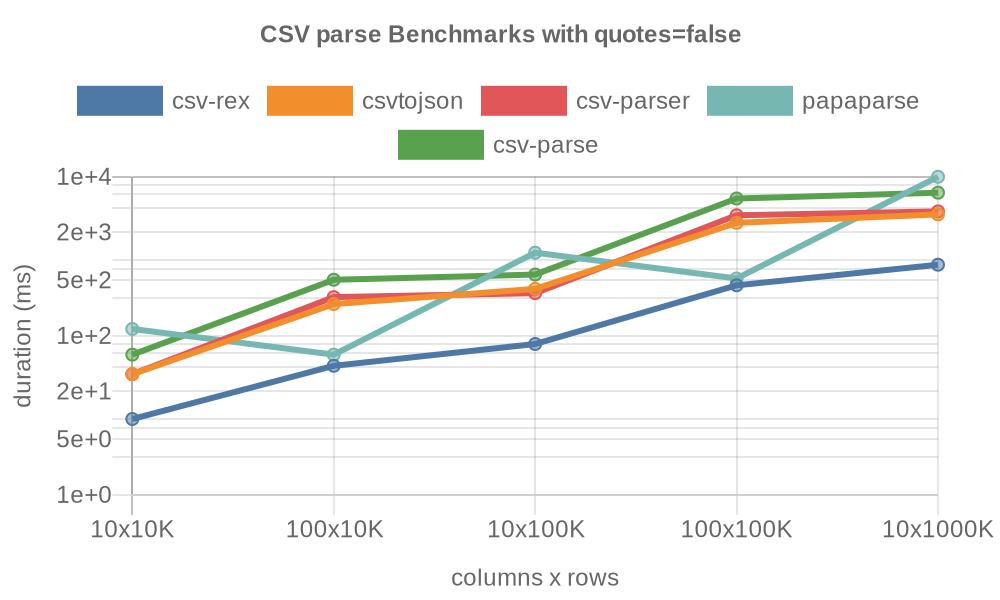 CSV parse Benchmarks with quotes=false
csv-rex csvtojson csv-parser papaparse
csv-parse
1e+4
2e+3
5e+2
1e+2
2e+1
5e+0
1e+0
duration (ms)
10x10K 100x10K 10x100K 100x100K 10x1000K
columns x rows